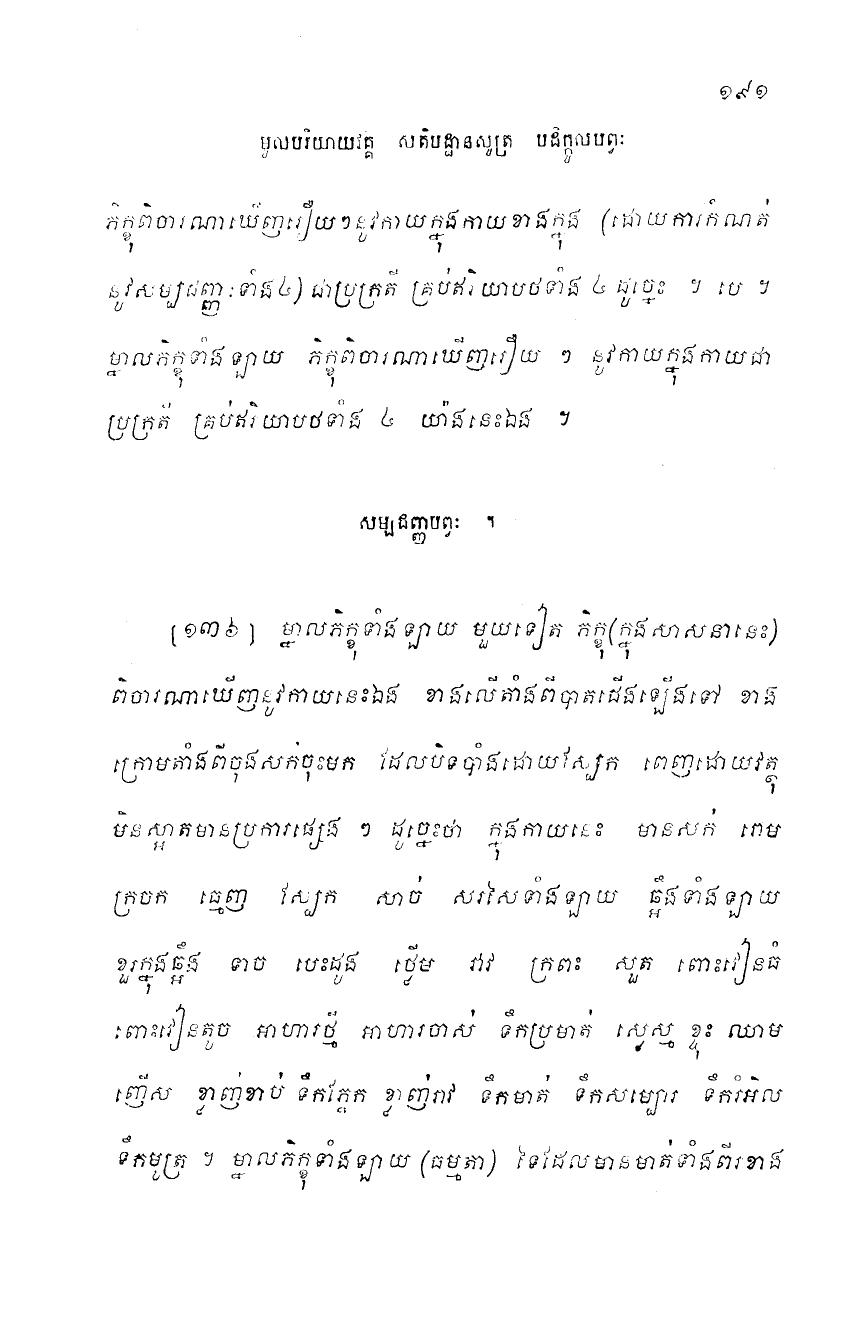 ១៩១
មូលបរិយាយវគ្គ សតិបដ្ឋានសូត្រ បដិក្កូលបព្វៈ
ភិក្ខុពិចារណាឃើញរឿយៗនូវកាយក្នុងកាយខាងក្នុង (ដោយការកំណត់
នូវសម្បជញ្ញៈទាំង៤) ជាប្រក្រតី គ្រប់ឥរិយាបថទាំង ៤ ដូច្នេះ ។ បេ ។
ម្នាលភិក្ខុទាំងឡាយ ភិក្ខុពិចារណាឃើញរឿយ ៗ នូវកាយក្នុងកាយជា
ប្រក្រតី គ្រប់ឥរិយាបថទាំង ៤ យ៉ាងនេះឯង ។
សម្បជញ្ញបព្វៈ ។
[១៣៦] ម្នាលភិក្ខុទាំងឡាយ មួយទៀត ភិក្ខុ(ក្នុងសាសនានេះ)
ពិចារណាឃើញនូវកាយនេះឯង ខាងលើតាំងពីបាតជើងឡើងទៅ ខាង
ក្រោមតាំងពីចុងសក់ចុះមក ដែលបិទបាំងដោយស្បែក ពេញដោយវត្ថុ
មិនស្អាតមានប្រការផ្សេង ៗ ដូច្នេះថា ក្នុងកាយនេះ មានសក់ រោម
ក្រចក ធ្មេញ ស្បែក សាច់ សរសៃទាំងឡាយ ឆ្អឹងទាំងឡាយ
ខួរក្នុងឆ្អឹង ទាច បេះដូង ថ្លើម វាវ ក្រពះ សួត ពោះវៀនធំ
ពោះវៀនតូច អាហារថ្មី អាហារចាស់ ទឹកប្រមាត់ ស្លេស្ម ខ្ទុះ ឈាម
ញើស ខ្លាញ់ខាប់ ទឹកភ្នែក ខ្លាញ់រាវ ទឹកមាត់ ទឹកសម្បោរ ទឹករំអិល
ទឹកមូត្រ ។ ម្នាលភិក្ខុទាំងឡាយ (ធម្មតា) ទៃដែលមានមាត់ទាំងពីរខាង